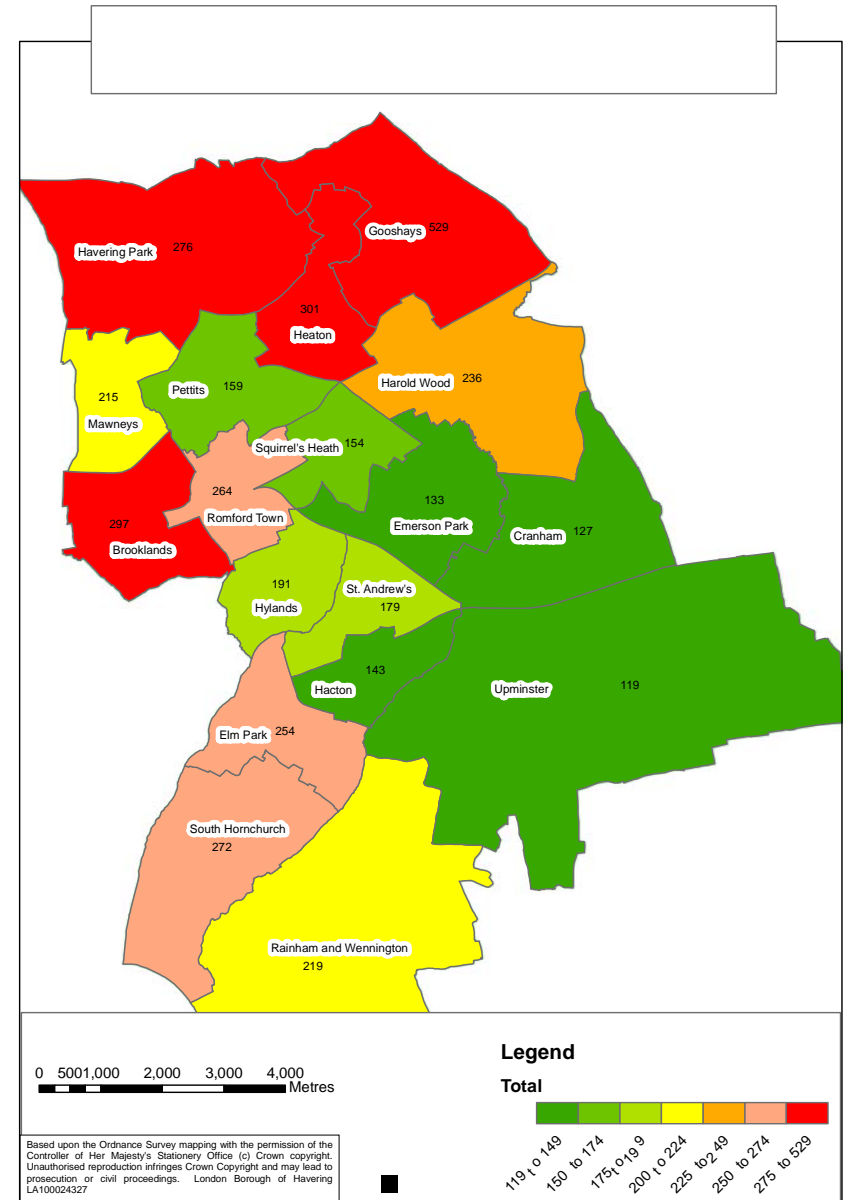 Gooshays 529
Havering Park 276
301
Heaton
Harold Wood 236
Pettits 159
215
Mawneys
Squirrel's Heath 154
264
Romford Town
133
Emerson Park
297
Brooklands
Cranham 127
191
Hylands
St. Andrew's
179
143
Hacton
Upminster 119
Elm Park 254
South Hornchurch
272
Rainham and Wennington
219
Legend
Total
0 500 1,000 2,000 3,000 4,000
Metres
119 to 149
150 to 174
175 to 19 9
200 to 224
225 to 2 49
250 to 274
275 to 529
Based upon the Ordnance Survey mapping with the permission of the
Controller of Her Majesty's Stationery Office (c) Crown copyright.
Unauthorised reproduction infringes Crown Copyright and may lead to
prosecution or civil proceedings. London Borough of Havering
LA100024327